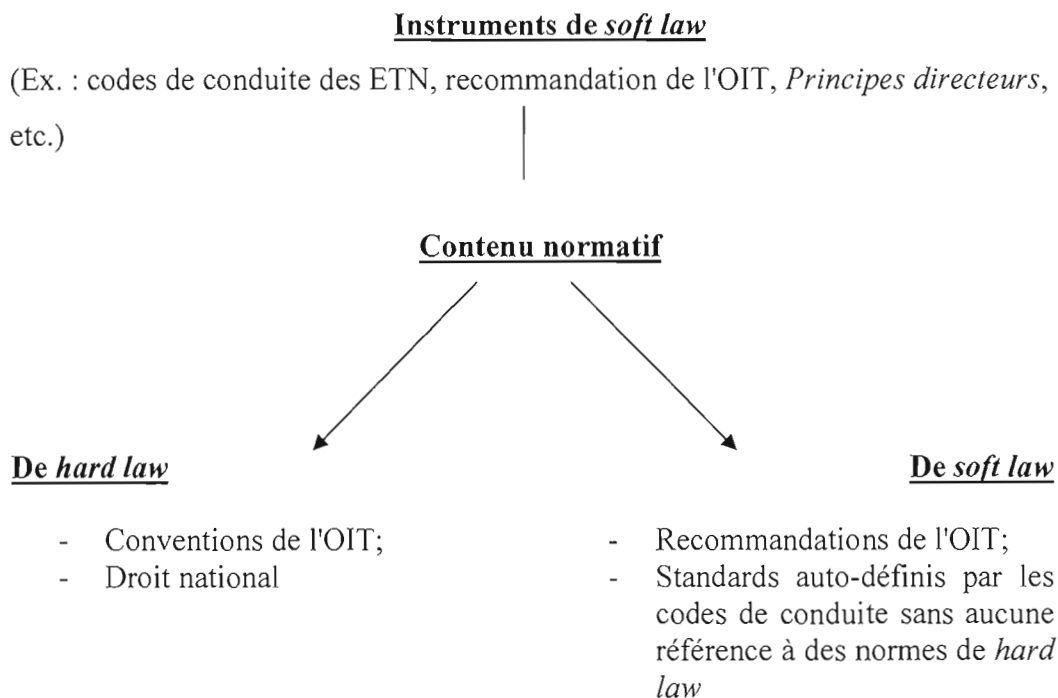 Instruments de soft law
(Ex. : codes de conduite des ETN, recommandation de l'OIT, Principes directeurs,
etc.)
Contenu normatif
De hard law
- Conventions de l'OIT;
- Droit national
De soft law
- Recommandations de l'OIT;
- Standards auto-définis par les
codes de conduite sans aucune
référence à des normes de hard
law